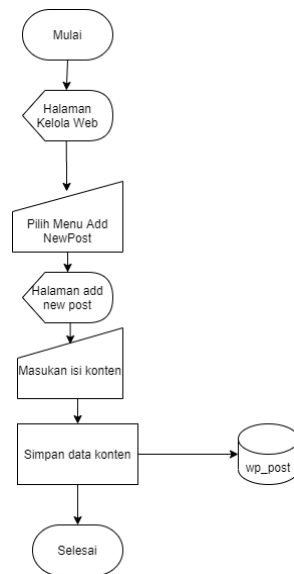 Mulai
Halaman
Kelola Web
Pilih Menu Add
NewPost
Halaman add
new post
Masukan isi konten
Simpan data konten
wp_post
Selesai